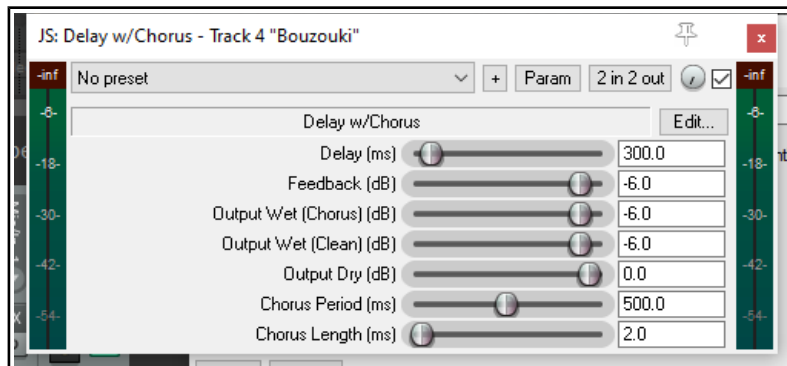 JS: Delay w/Chorus - Track 4 "Bouzouki" x
-inf No preset + Param 2 in 2 out -inf
-6- Delay w/Chorus Edit... -6-
Delay (ms) 300.0
-18- Feedback (dB) -6.0 -18-
-30- Output Wet (Chorus) (dB) -6.0 -30-
Output Wet (Clean) (dB) -6.0
-42- Output Dry (dB) 0.0 -42-
Chorus Period (ms) 500.0
-54- Chorus Length (ms) 2.0 -54-